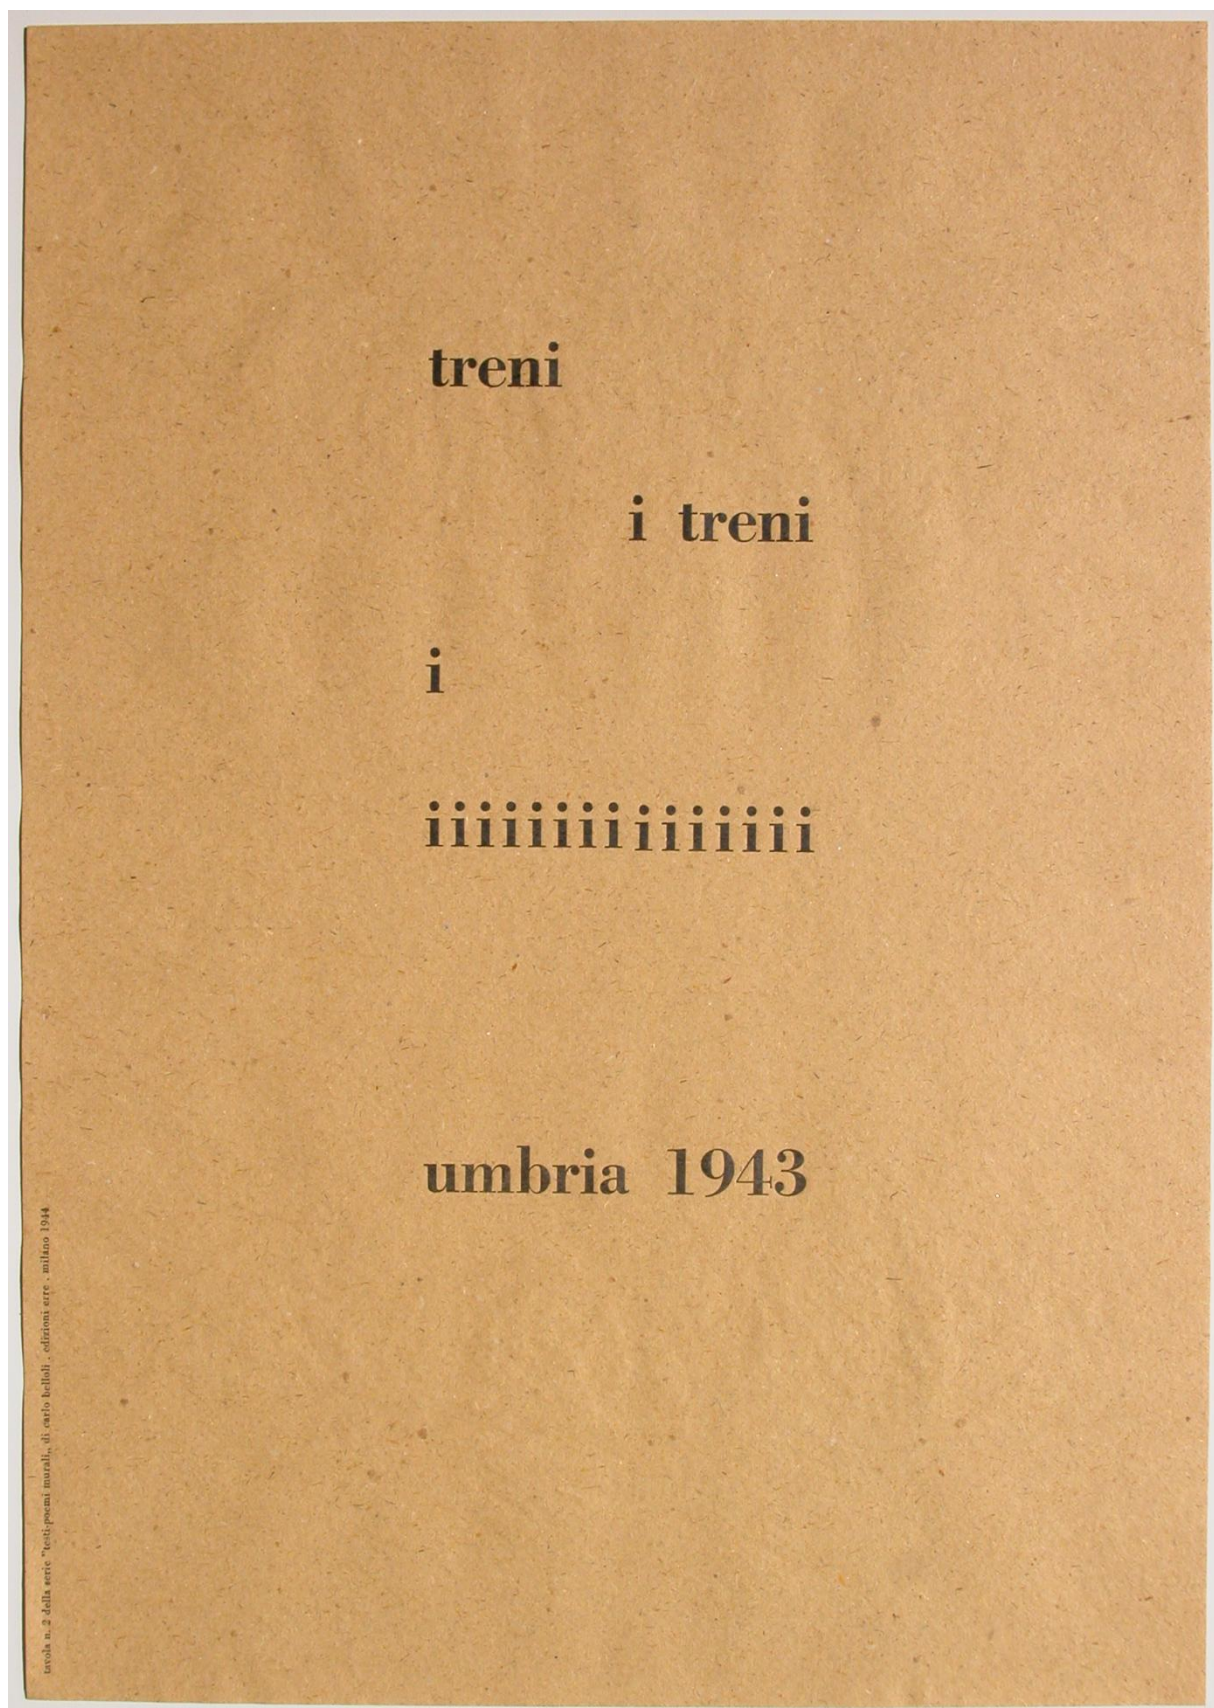 treni
i treni
i
iiiiiiiiiiiiiii
umbria 1943
tavola n. 2 della serie "testi-poemi murali,, di carlo belloli . edizioni erre . milano 1944